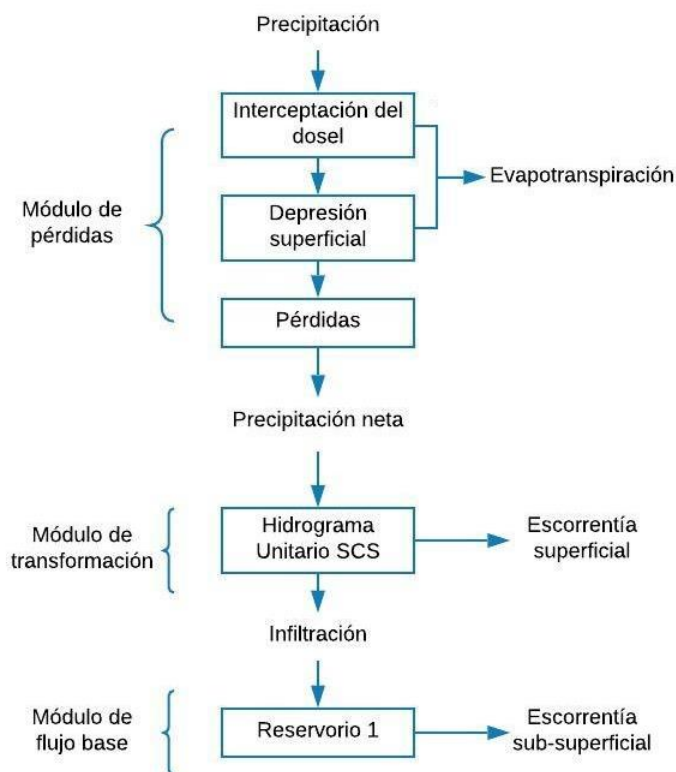 Precipitación
Interceptación del
dosel
Evapotranspiración
Módulo de
pérdidas
Depresión
superficial
Pérdidas
Precipitación neta
Módulo de
transformación
Hidrograma
Unitario SCS
Escorrentía
superficial
Infiltración
Módulo de
flujo base
Reservorio 1
Escorrentía
sub-superficial